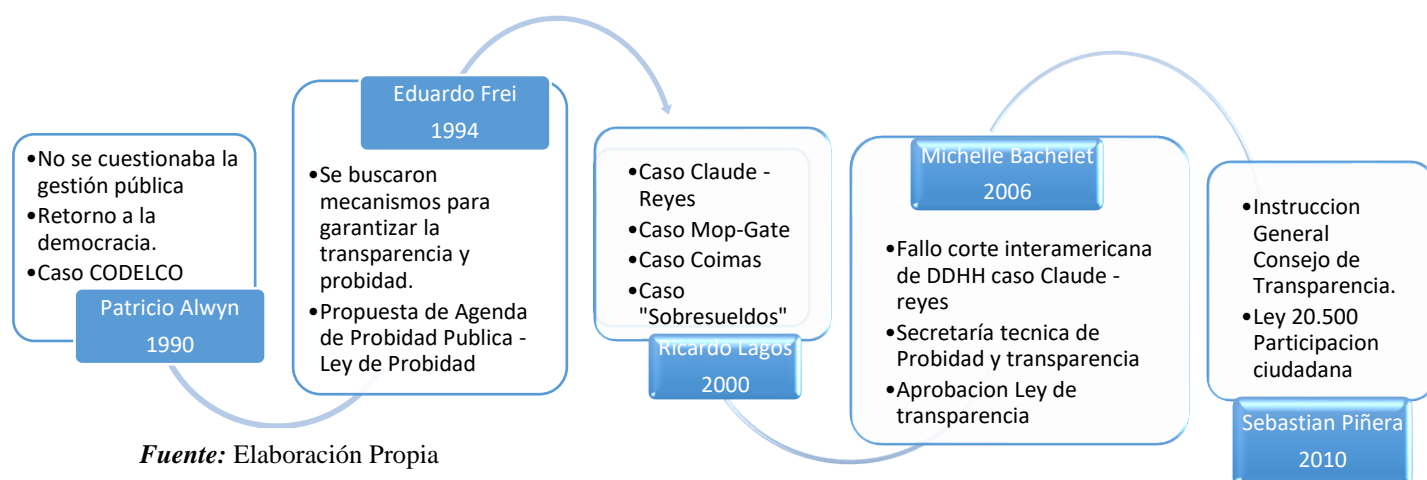 •No se cuestionaba la
gestión pública
•Retorno a la
democracia.
•Caso CODELCO
Patricio Alwyn
1990
Eduardo Frei
1994
•Se buscaron
mecanismos para
garantizar la
transparencia y
probidad.
•Propuesta de Agenda
de Probidad Publica -
Ley de Probidad
•Caso Claude -
Reyes
•Caso Mop-Gate
•Caso Coimas
•Caso
"Sobresueldos"
Ricardo Lagos
2000
Michelle Bachelet
2006
•Fallo corte interamericana
de DDHH caso Claude -
reyes
•Secretaría tecnica de
Probidad y transparencia
•Aprobacion Ley de
transparencia
•Instruccion
General
Consejo de
Transparencia.
•Ley 20.500
Participacion
ciudadana
Sebastian Piñera
2010
Fuente: Elaboración Propia